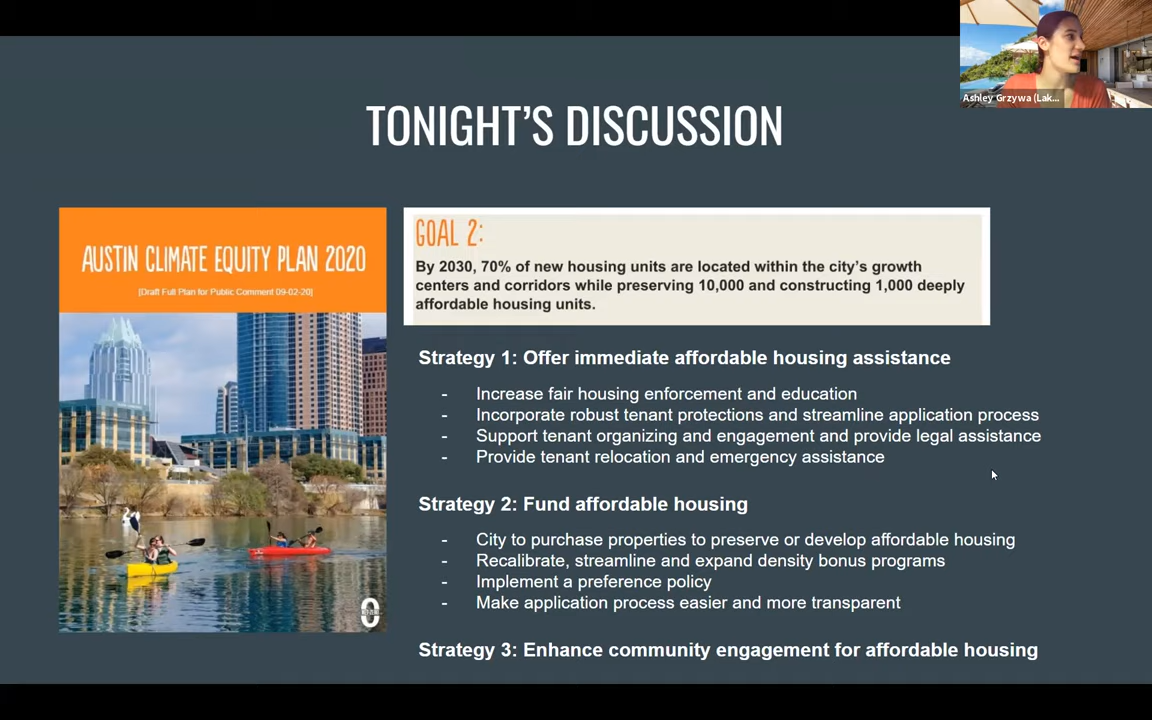 Ashley Grzywa (Lak...
TONIGHT'S DISCUSSION
AUSTIN CLIMATE EQUITY PLAN 2020
[Draft Full Plan for Public Comment 09-02-20]
GOAL 2:
By 2030, 70% of new housing units are located within the city's growth
centers and corridors while preserving 10,000 and constructing 1,000 deeply
affordable housing units.
Strategy 1: Offer immediate affordable housing assistance
- Increase fair housing enforcement and education
- Incorporate robust tenant protections and streamline application process
- Support tenant organizing and engagement and provide legal assistance
- Provide tenant relocation and emergency assistance
Strategy 2: Fund affordable housing
- City to purchase properties to preserve or develop affordable housing
- Recalibrate, streamline and expand density bonus programs
- Implement a preference policy
- Make application process easier and more transparent
Strategy 3: Enhance community engagement for affordable housing